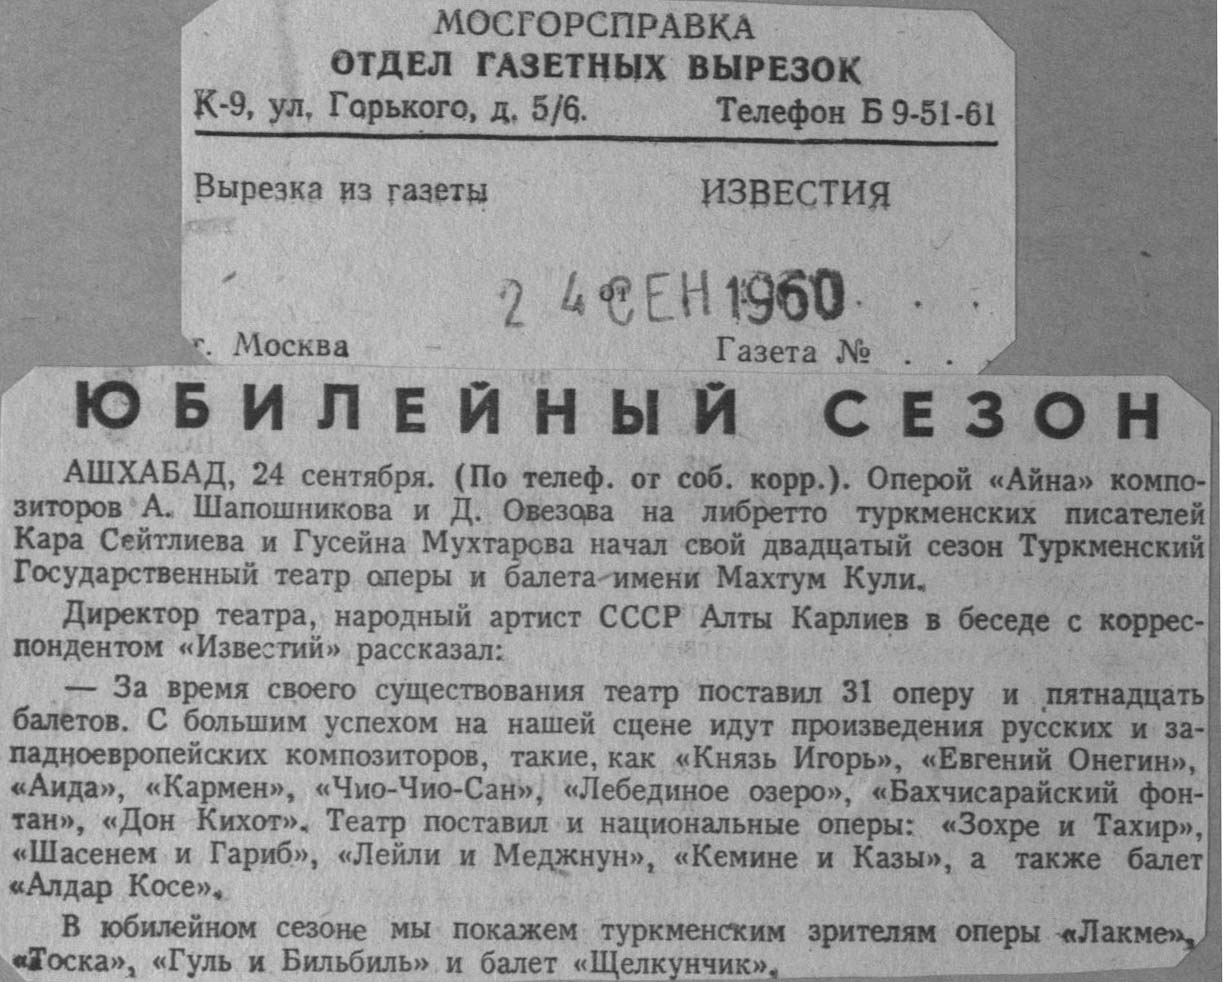 МОСГОРСПРАВКА
ОТДЕЛ ГАЗЕТНЫХ ВЫРЕЗОК
К-9, ул. Горького, д. 5/6. Телефон Б 9-51-61
Вырезка из газеты ИЗВЕСТИЯ
24 от СЕН 1960 . . .
г. Москва Газета № . . .
ЮБИЛЕЙНЫЙ СЕЗОН
АШХАБАД, 24 сентября. (По телеф. от соб. корр.). Оперой «Айна» компо-
зиторов А. Шапошникова и Д. Овезова на либретто туркменских писателей
Кара Сейтлиева и Гусейна Мухтарова начал свой двадцатый сезон Туркменский
Государственный театр оперы и балета имени Махтум Кули.
Директор театра, народный артист СССР Алты Карлиев в беседе с коррес-
пондентом «Известий» рассказал:
— За время своего существования театр поставил 31 оперу и пятнадцать
балетов. С большим успехом на нашей сцене идут произведения русских и за-
падноевропейских композиторов, такие, как «Князь Игорь», «Евгений Онегин»,
«Аида», «Кармен», «Чио-Чио-Сан», «Лебединое озеро», «Бахчисарайский фон-
тан», «Дон Кихот». Театр поставил и национальные оперы: «Зохре и Тахир»,
«Шасенем и Гариб», «Лейли и Меджнун», «Кемине и Казы», а также балет
«Алдар Косе».
В юбилейном сезоне мы покажем туркменским зрителям оперы «Лакме»,
«Тоска», «Гуль и Бильбиль» и балет «Щелкунчик».